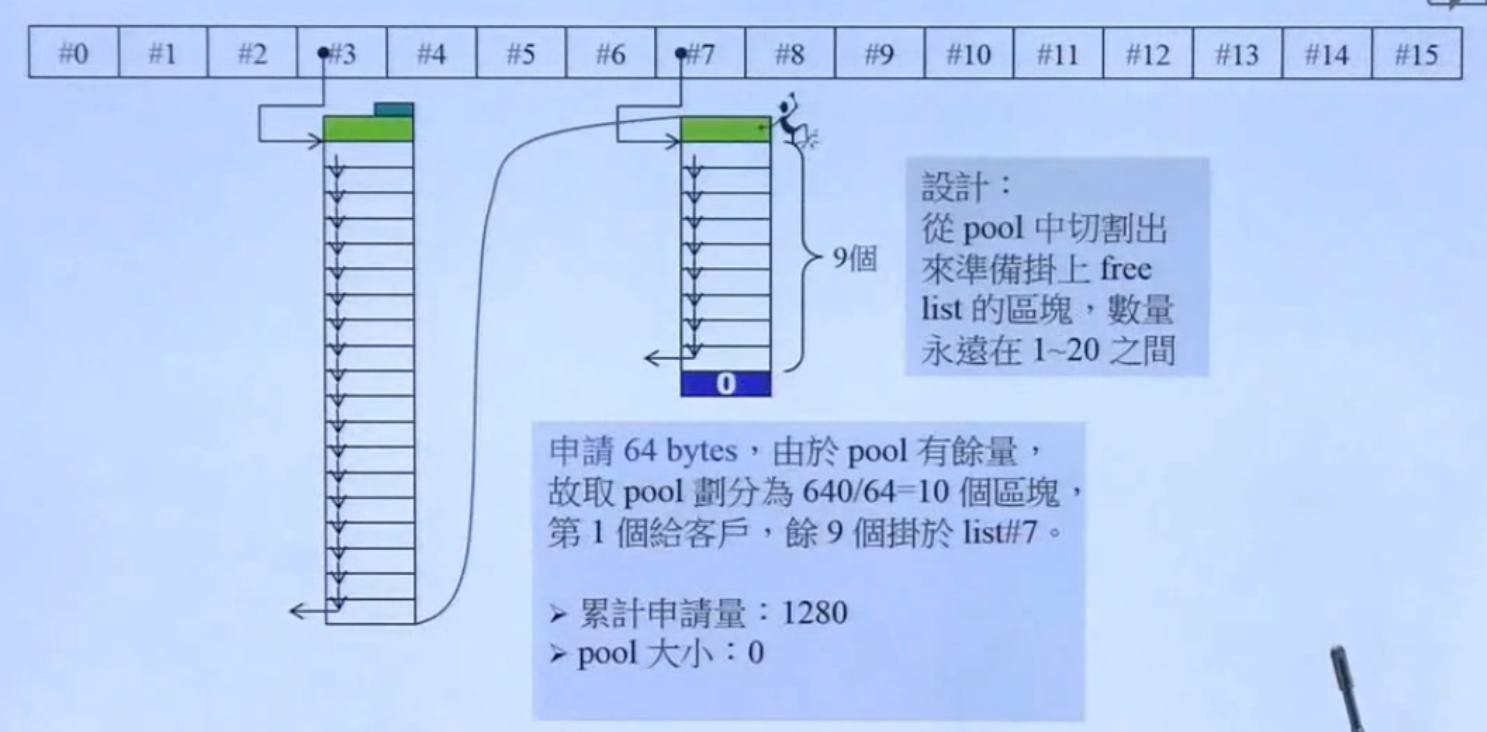 #0 #1 #2 #3 #4 #5 #6 #7 #8 #9 #10 #11 #12 #13 #14 #15
9個
0
設計：
從 pool 中切割出
來準備掛上 free
list 的區塊，數量
永遠在 1~20 之間
申請 64 bytes，由於 pool 有餘量，
故取 pool 劃分為 640/64=10 個區塊，
第 1 個給客戶，餘 9 個掛於 list#7。
➢ 累計申請量：1280
➢ pool 大小：0